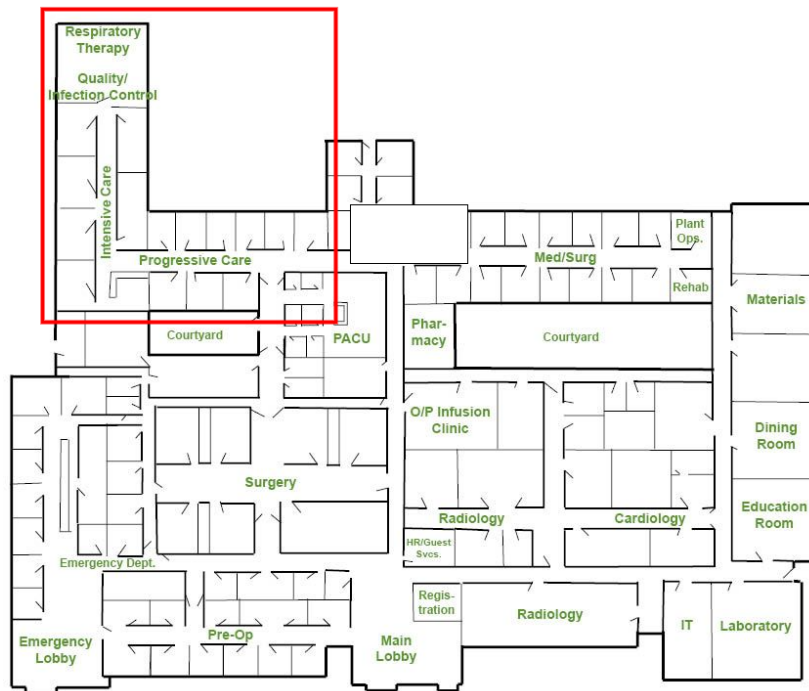 Respiratory
Therapy
Quality/
Infection Control
Intensive Care
Progressive Care
Plant
Ops.
Med/Surg
Rehab
Materials
Courtyard
PACU
Phar-
macy
Courtyard
O/P Infusion
Clinic
Dining
Room
Surgery
Radiology
Cardiology
Education
Room
HR/Guest
Svcs.
Emergency Dept.
Regis-
tration
Radiology
IT
Laboratory
Pre-Op
Emergency
Lobby
Main
Lobby